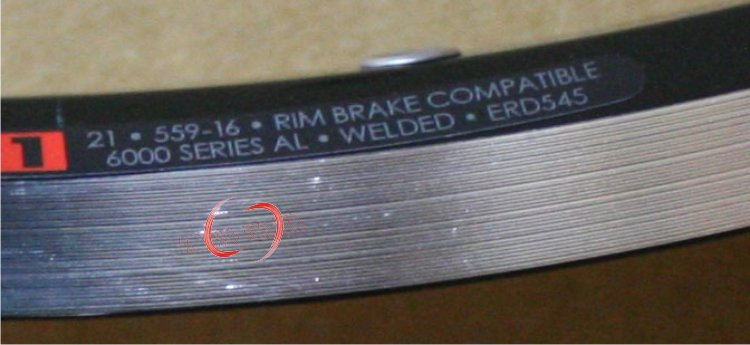 21 • 559-16 • RIM BRAKE COMPATIBLE
1
6000 SERIES AL • WELDED • ERD545